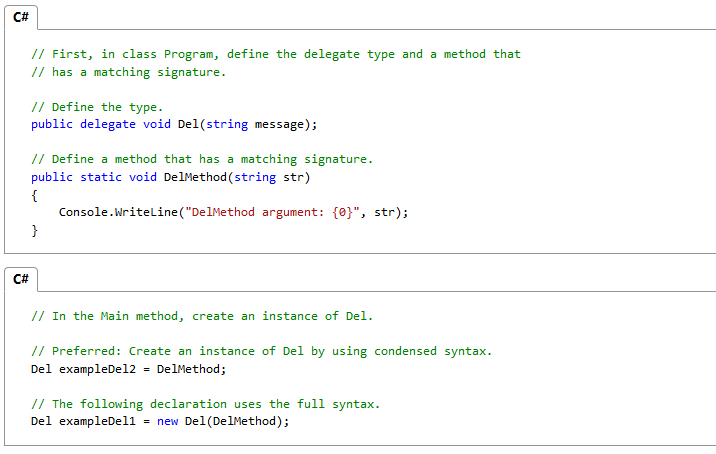 C#
// First, in class Program, define the delegate type and a method that
// has a matching signature.
// Define the type.
public delegate void Del(string message);
// Define a method that has a matching signature.
public static void DelMethod(string str)
{
    Console.WriteLine("DelMethod argument: {0}", str);
}
C#
// In the Main method, create an instance of Del.
// Preferred: Create an instance of Del by using condensed syntax.
Del exampleDel2 = DelMethod;
// The following declaration uses the full syntax.
Del exampleDel1 = new Del(DelMethod);